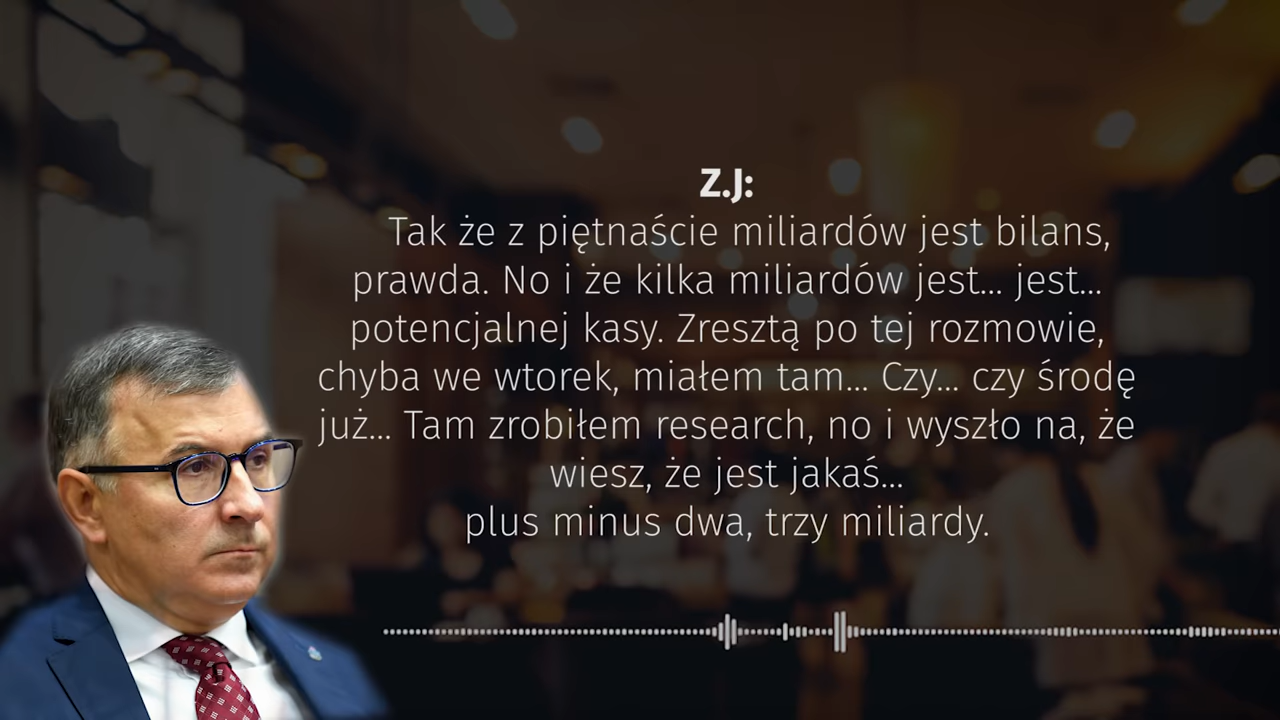 Z.J:
Tak że z piętnaście miliardów jest bilans,
prawda. No i że kilka miliardów jest... jest...
potencjalnej kasy. Zresztą po tej rozmowie,
chyba we wtorek, miałem tam... Czy... czy środę
już... Tam zrobiłem research, no i wyszło na, że
wiesz, że jest jakaś...
plus minus dwa, trzy miliardy.